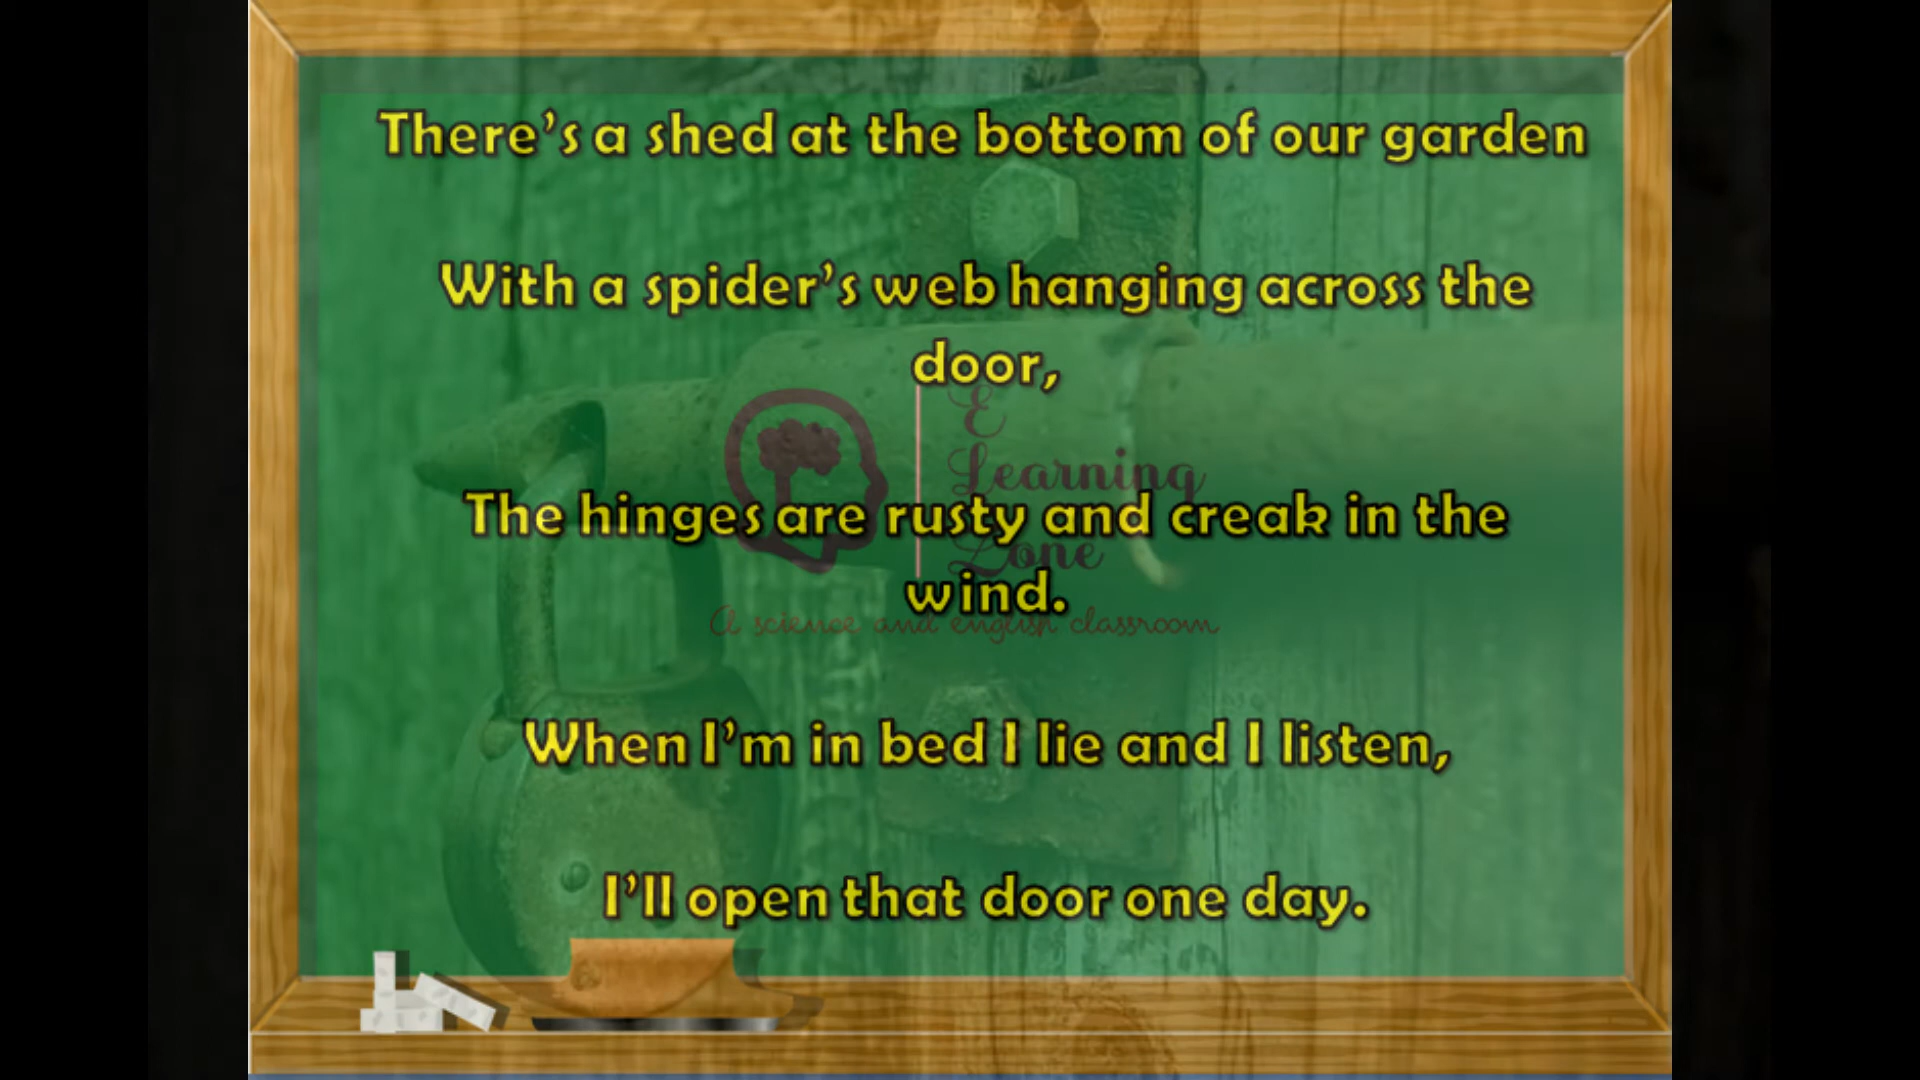 There’s a shed at the bottom of our garden
With a spider’s web hanging across the
door,
E
Learning
The hinges are rusty and creak in the
Zone
wind.
A science and english classroom
When I’m in bed I lie and I listen,
I’ll open that door one day.